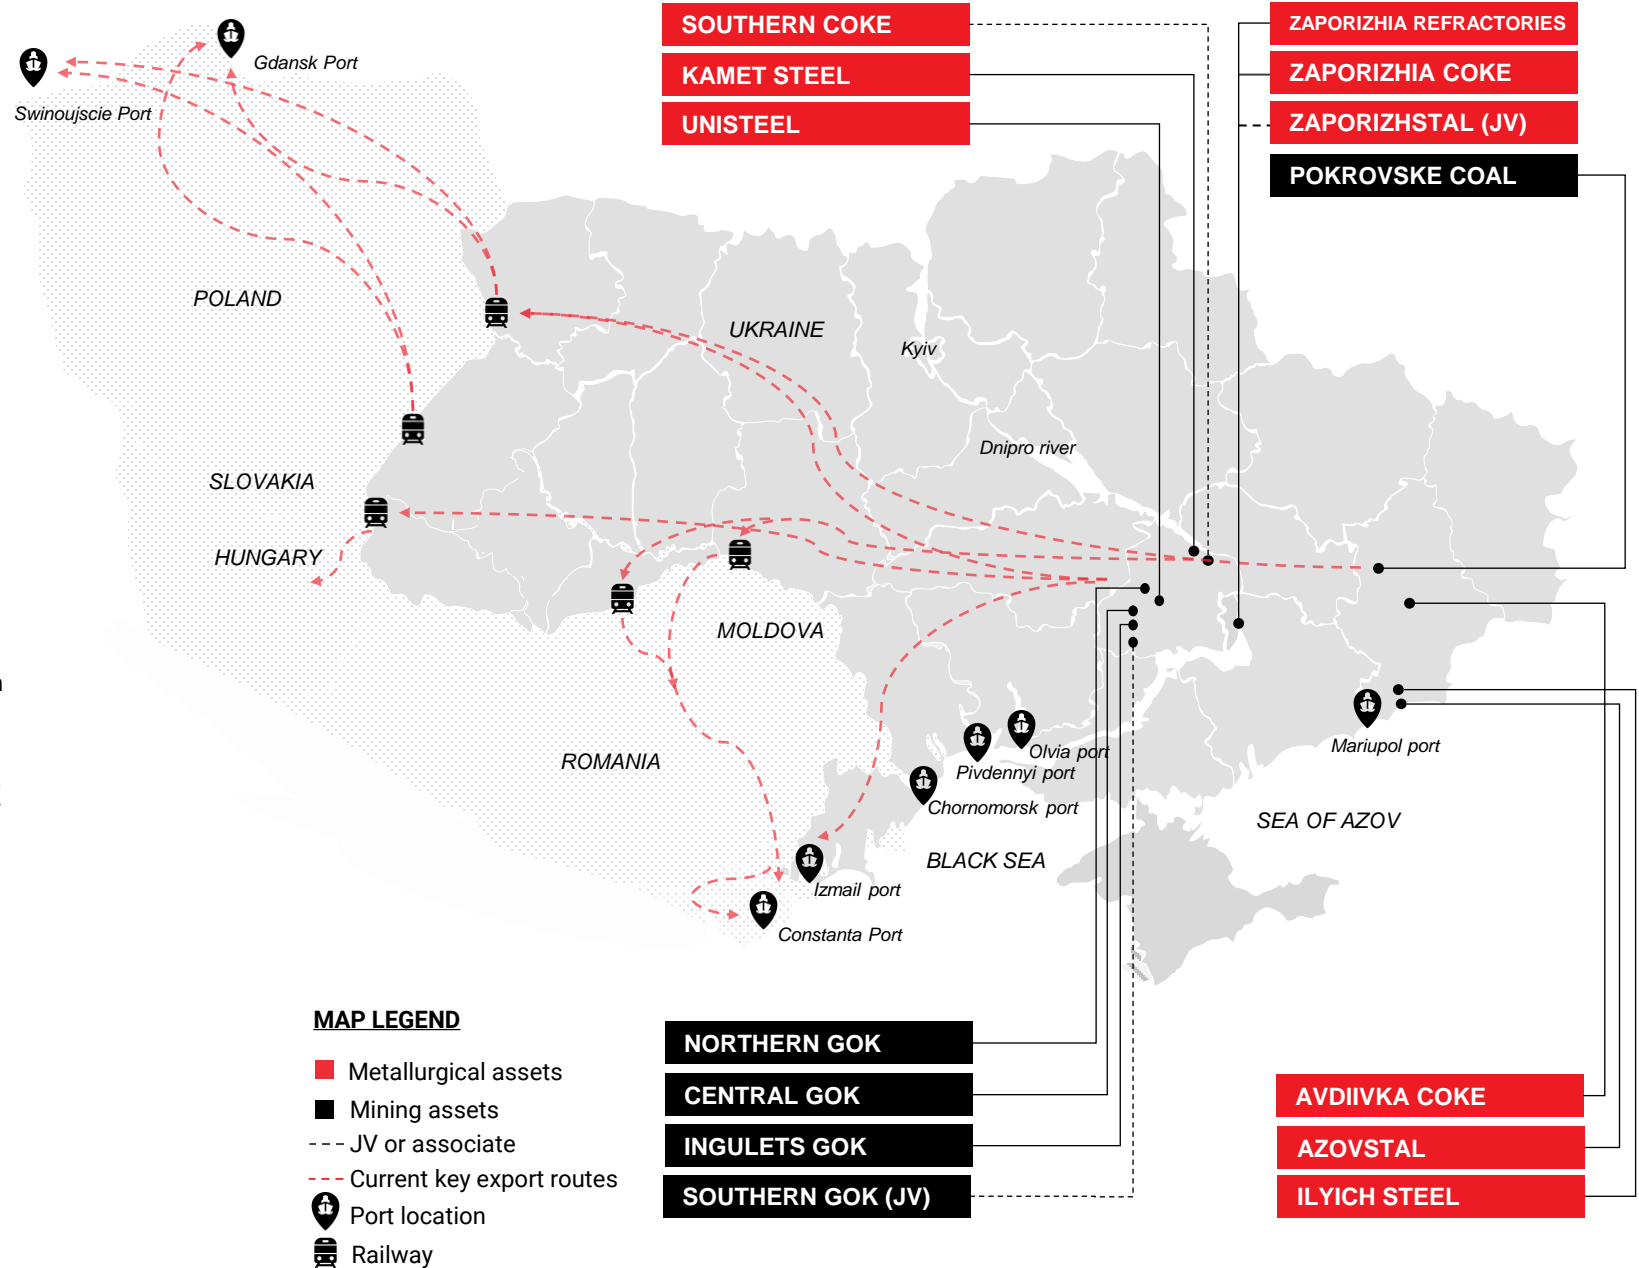 SOUTHERN COKE
KAMET STEEL
UNISTEEL
ZAPORIZHIA REFRACTORIES
ZAPORIZHIA COKE
ZAPORIZHSTAL (JV)
POKROVSKE COAL
Gdansk Port
Swinoujscie Port
POLAND
UKRAINE
Kyiv
Dnipro river
SLOVAKIA
HUNGARY
MOLDOVA
ROMANIA
Olvia port
Pivdennyi port
Chornomorsk port
Mariupol port
SEA OF AZOV
BLACK SEA
Izmail port
Constanta Port
MAP LEGEND
Metallurgical assets
Mining assets
JV or associate
Current key export routes
Port location
Railway
NORTHERN GOK
CENTRAL GOK
INGULETS GOK
SOUTHERN GOK (JV)
AVDIIVKA COKE
AZOVSTAL
ILYICH STEEL